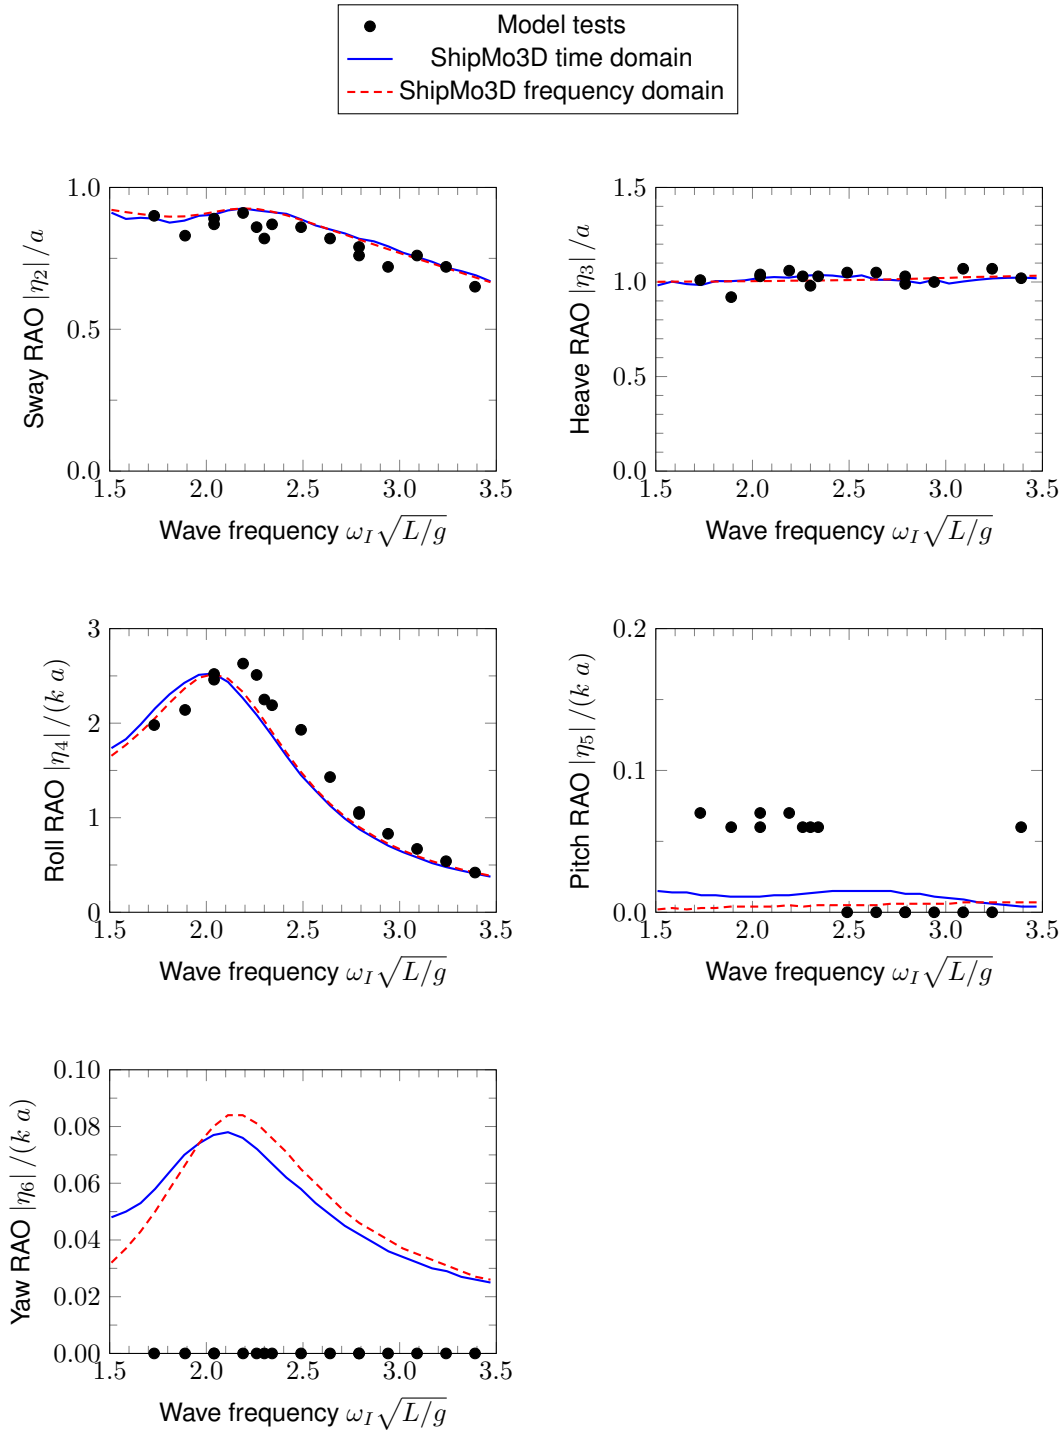 Model tests
ShipMo3D time domain
ShipMo3D frequency domain
1.0
0.5
0.0
1.5 2.0 2.5 3.0 3.5
Sway RAO |η₂|/a
Wave frequency ω_I√(L/g)
1.5
1.0
0.5
0.0
1.5 2.0 2.5 3.0 3.5
Heave RAO |η₃|/a
Wave frequency ω_I√(L/g)
3
2
1
0
1.5 2.0 2.5 3.0 3.5
Roll RAO |η₄|/(k a)
Wave frequency ω_I√(L/g)
0.2
0.1
0.0
1.5 2.0 2.5 3.0 3.5
Pitch RAO |η₅|/(k a)
Wave frequency ω_I√(L/g)
0.10
0.08
0.06
0.04
0.02
0.00
1.5 2.0 2.5 3.0 3.5
Yaw RAO |η₆|/(k a)
Wave frequency ω_I√(L/g)